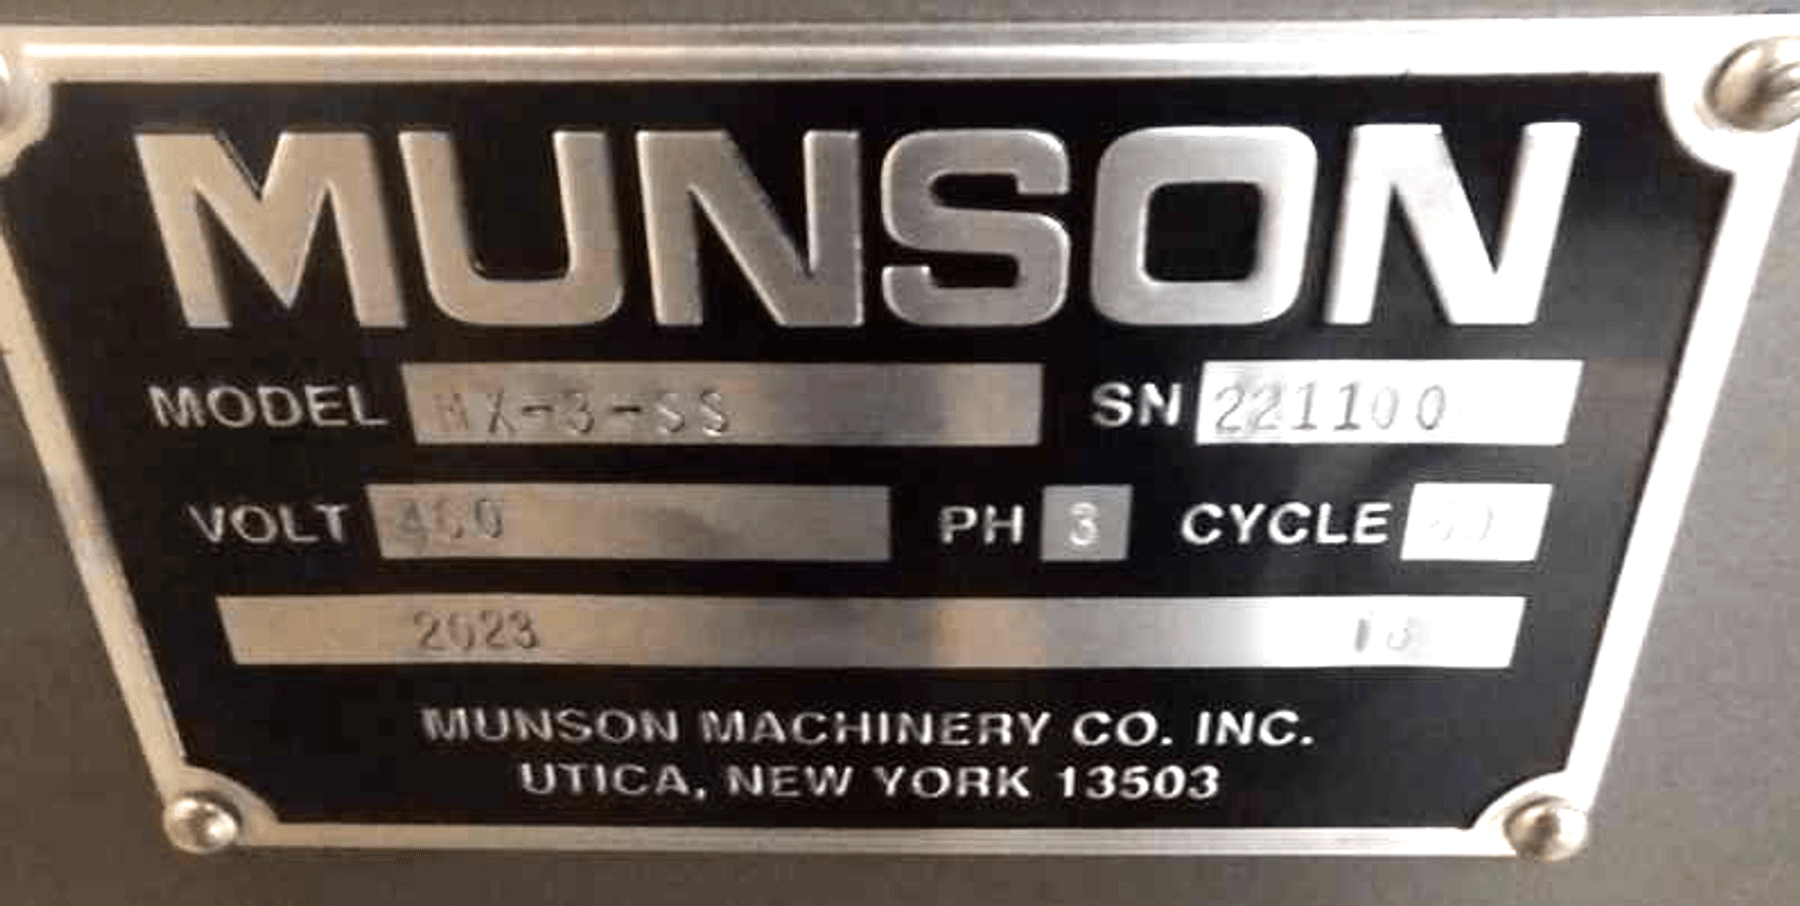 MUNSON
MODEL MX-3-SS SN 221100
VOLT 460 PH 3 CYCLE
2023
MUNSON MACHINERY CO. INC.
UTICA, NEW YORK 13503